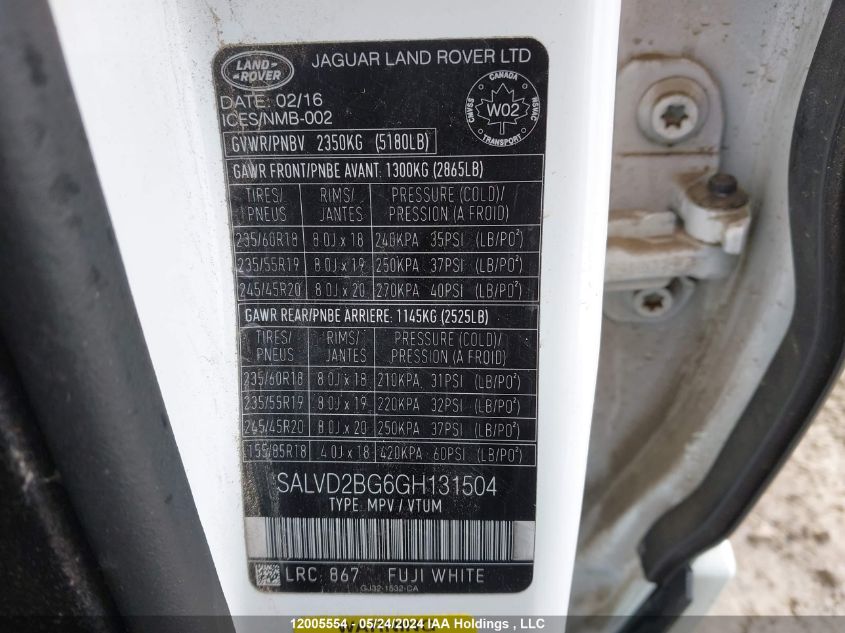 LAND ROVER
JAGUAR LAND ROVER LTD
DATE: 02/16
ICES/NMB-002
CANADA
CMVSS
W02
NSVAC
TRANSPORT
GVWR/PNBV 2350KG (5180LB)
GAWR FRONT/PNBE AVANT: 1300KG (2865LB)
TIRES/ RIMS/ PRESSURE (COLD)/
PNEUS JANTES PRESSION (A FROID)
235/60R18 8.0J x 18 240KPA 35PSI (LB/PO²)
235/55R19 8.0J x 19 250KPA 37PSI (LB/PO²)
245/45R20 8.0J x 20 270KPA 40PSI (LB/PO²)
GAWR REAR/PNBE ARRIERE: 1145KG (2525LB)
TIRES/ RIMS/ PRESSURE (COLD)/
PNEUS JANTES PRESSION (A FROID)
235/60R18 8.0J x 18 210KPA 31PSI (LB/PO²)
235/55R19 8.0J x 19 220KPA 32PSI (LB/PO²)
245/45R20 8.0J x 20 250KPA 37PSI (LB/PO²)
155/85R18 4.0J x 18 420KPA 60PSI (LB/PO²)
SALVD2BG6GH131504
TYPE: MPV / VTUM
LRC: 867 FUJI WHITE
GJ32-1532-CA
WARNING
12005554 - 05/24/2024 IAA Holdings , LLC